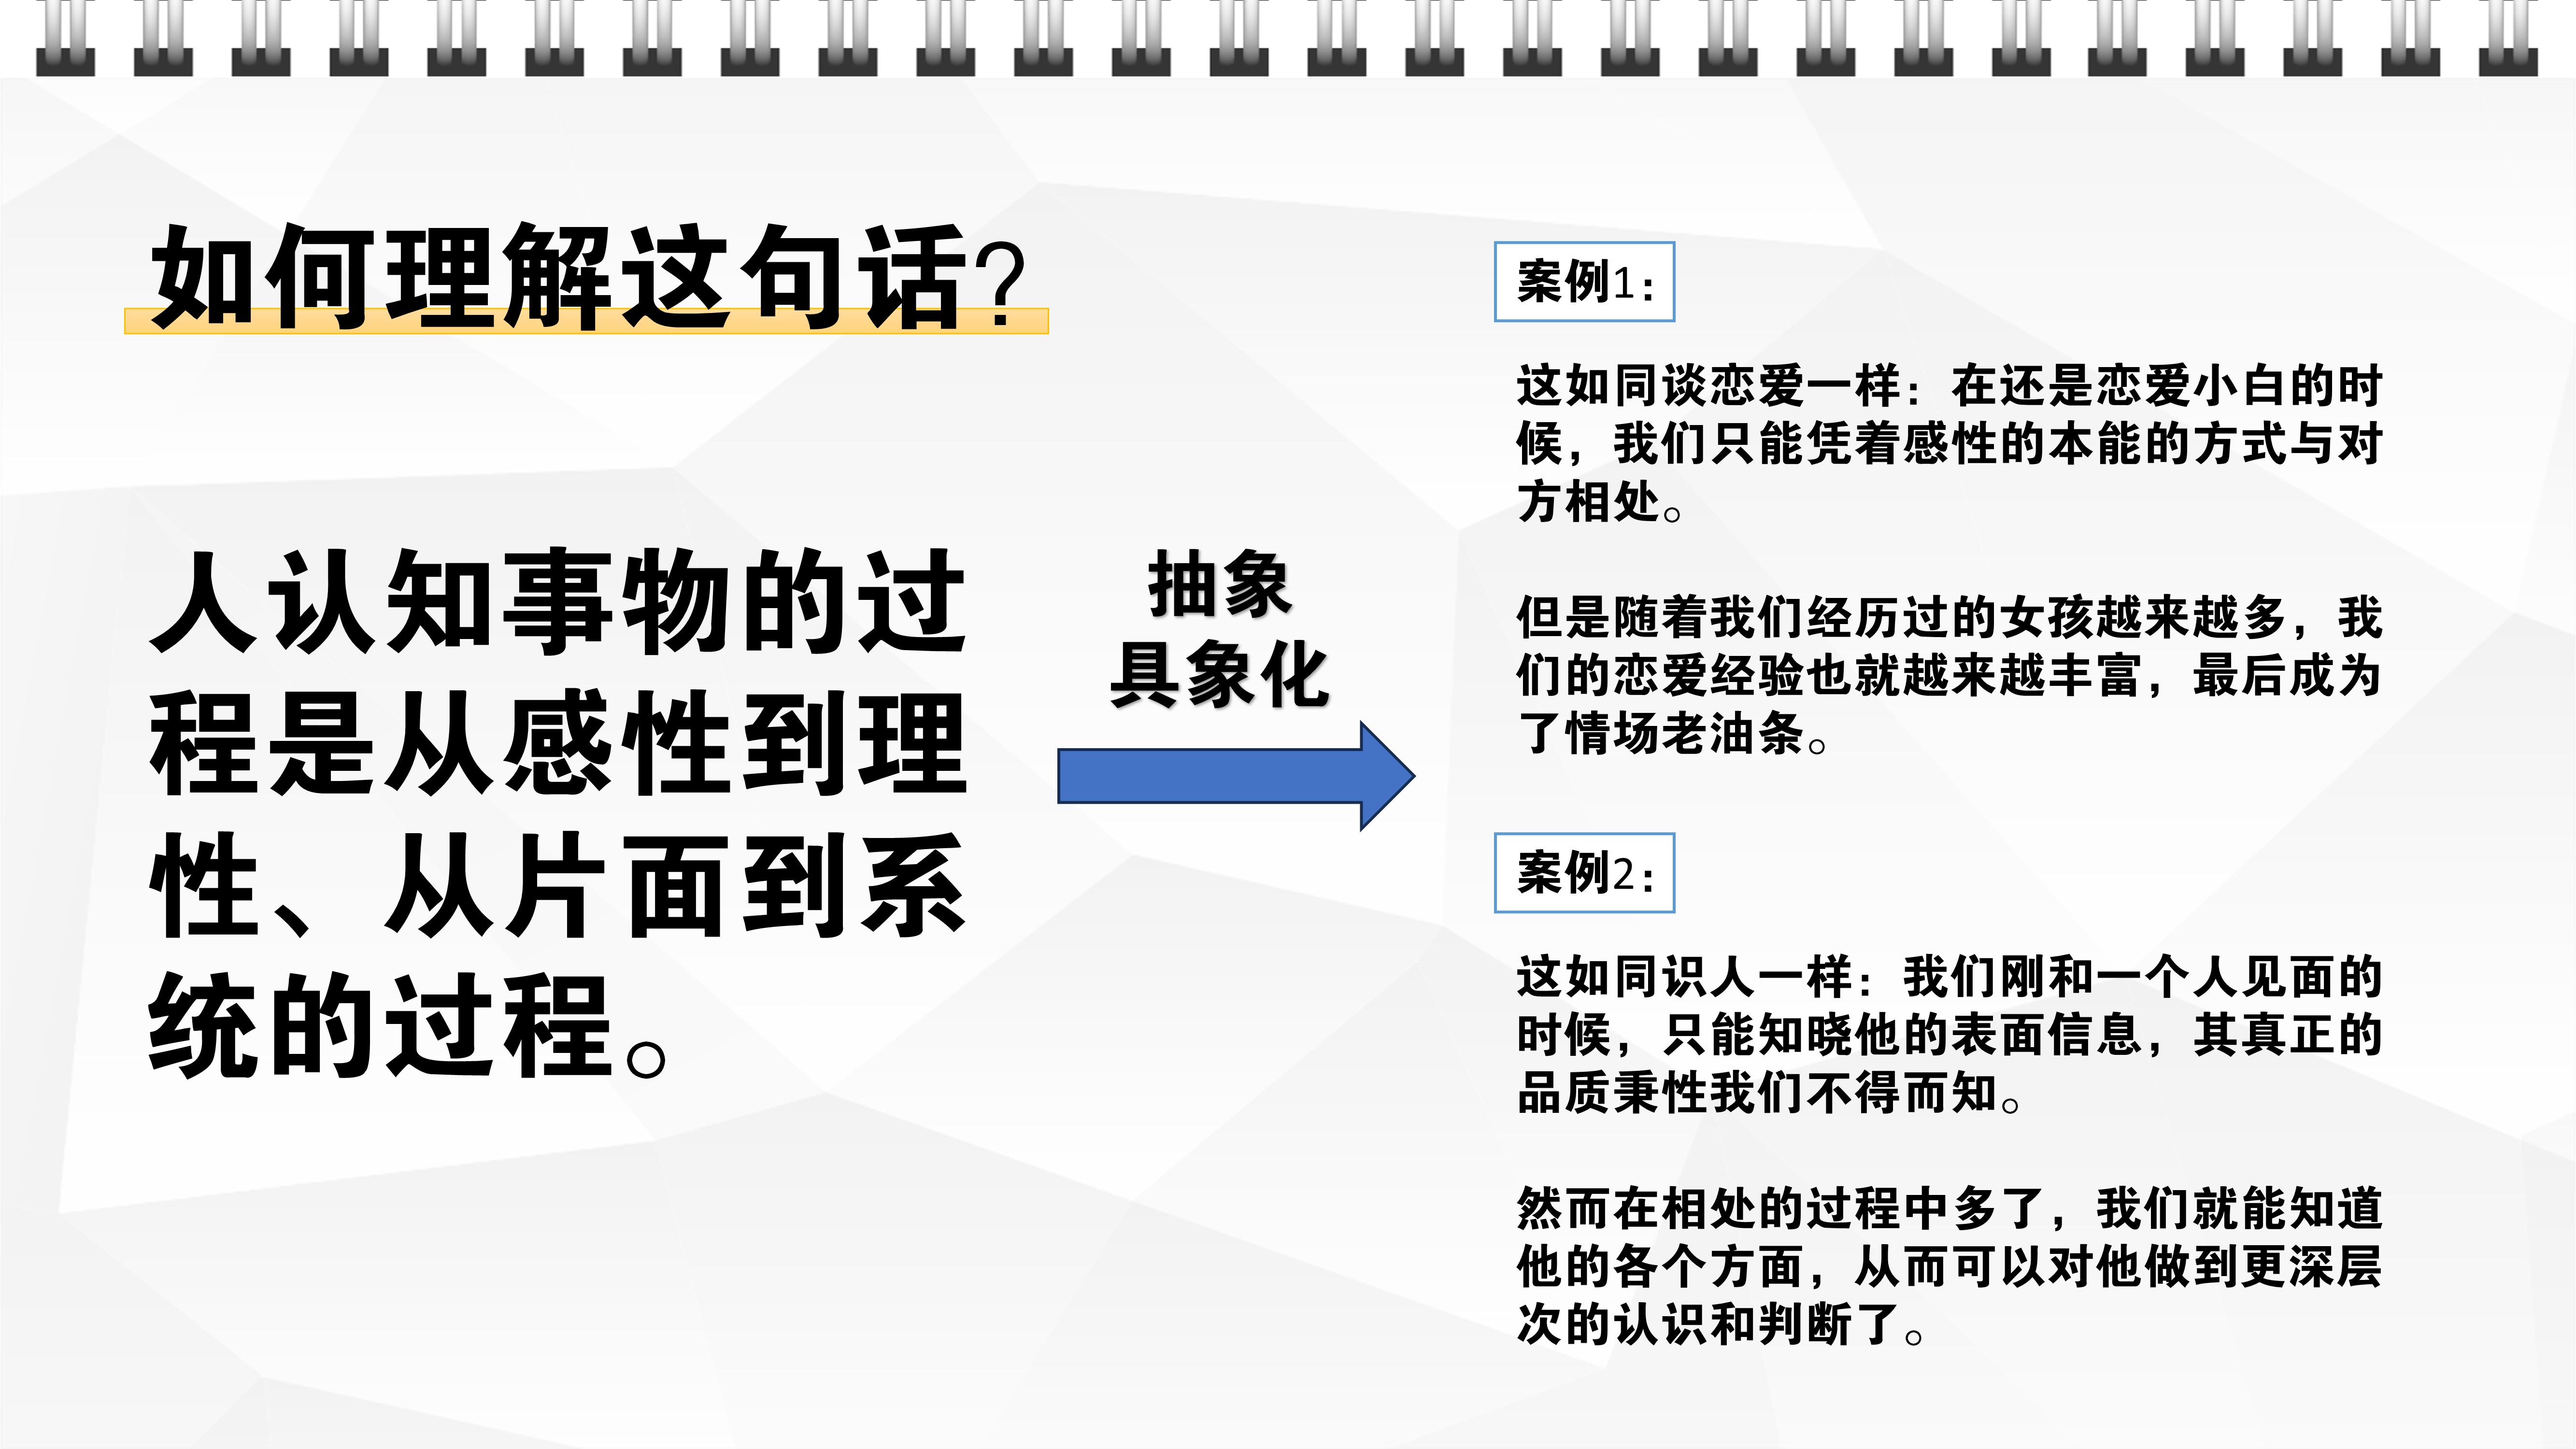 如何理解这句话?
人认知事物的过
程是从感性到理
性、从片面到系
统的过程。
抽象
具象化
案例1：
这如同谈恋爱一样：在还是恋爱小白的时
候，我们只能凭着感性的本能的方式与对
方相处。
但是随着我们经历过的女孩越来越多，我
们的恋爱经验也就越来越丰富，最后成为
了情场老油条。
案例2：
这如同识人一样：我们刚和一个人见面的
时候，只能知晓他的表面信息，其真正的
品质秉性我们不得而知。
然而在相处的过程中多了，我们就能知道
他的各个方面，从而可以对他做到更深层
次的认识和判断了。